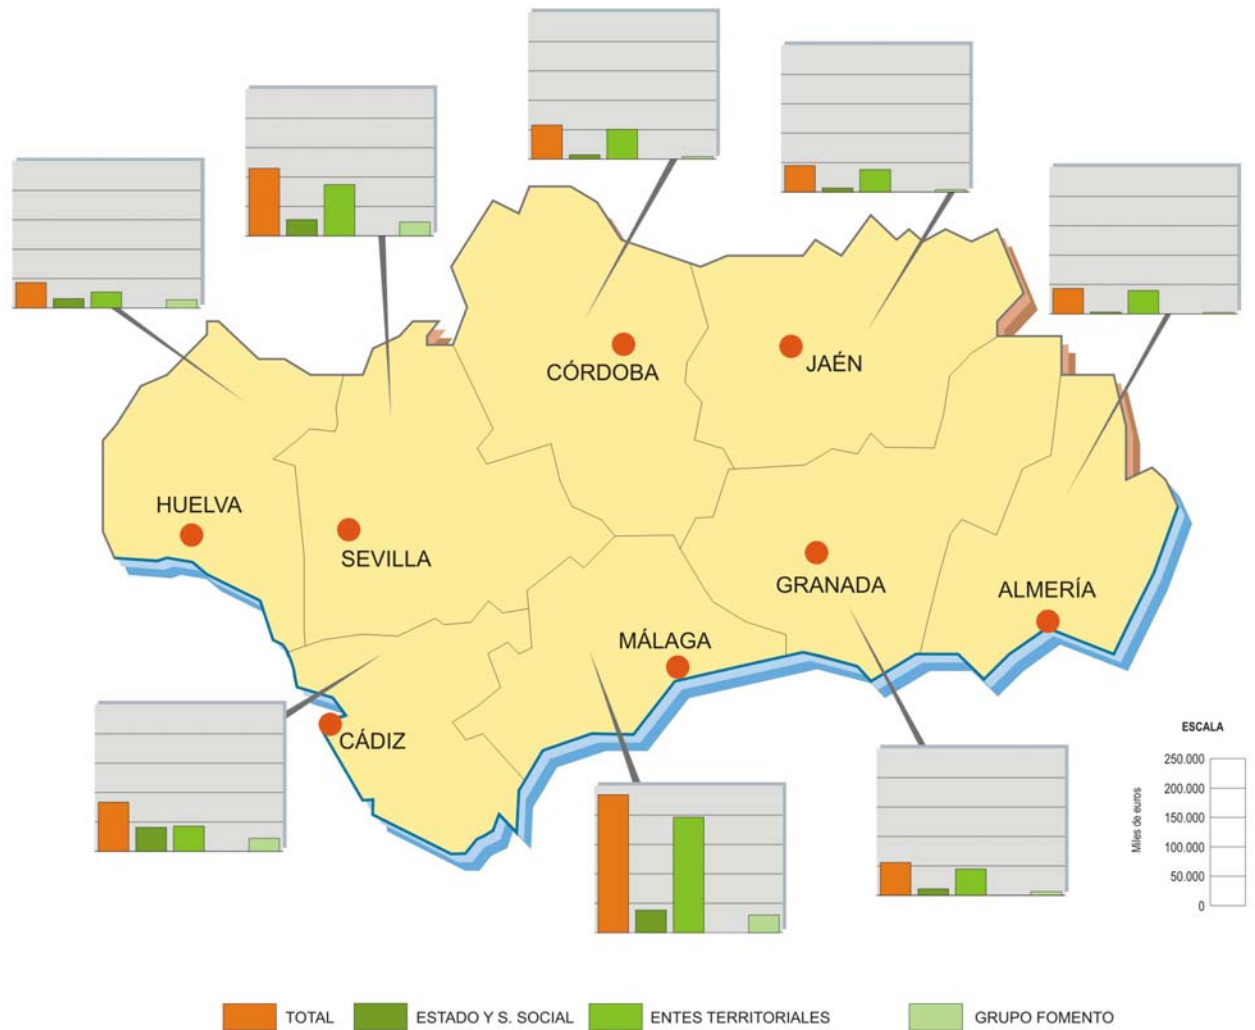 CÓRDOBA
JAÉN
HUELVA
SEVILLA
GRANADA
ALMERÍA
MÁLAGA
CÁDIZ
ESCALA
Miles de euros
250.000
200.000
150.000
100.000
50.000
0
TOTAL
ESTADO Y S. SOCIAL
ENTES TERRITORIALES
GRUPO FOMENTO